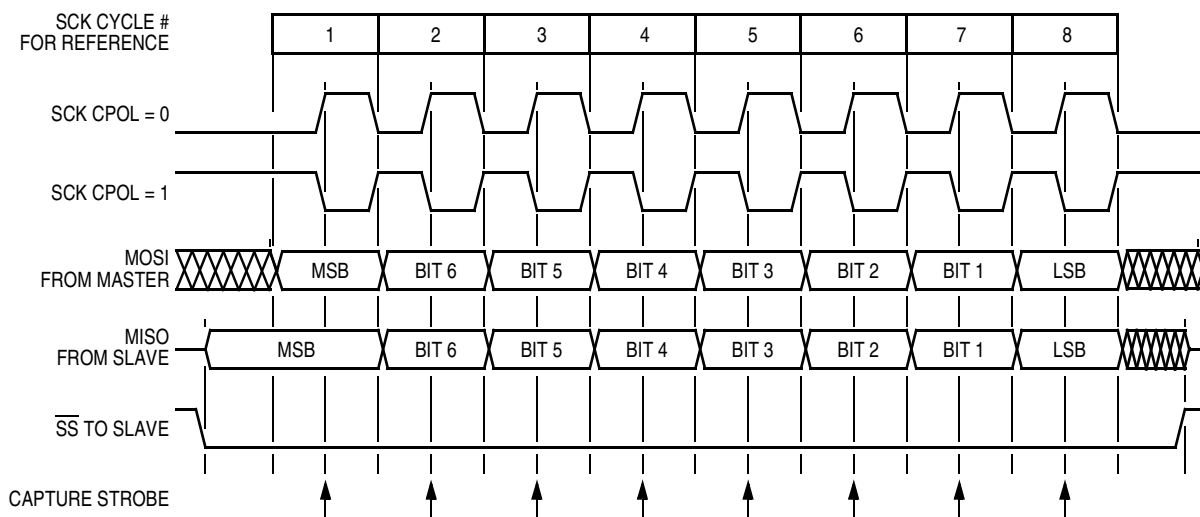 SCK CYCLE #
FOR REFERENCE
1 2 3 4 5 6 7 8
SCK CPOL = 0
SCK CPOL = 1
MOSI
FROM MASTER
MSB BIT 6 BIT 5 BIT 4 BIT 3 BIT 2 BIT 1 LSB
MISO
FROM SLAVE
MSB BIT 6 BIT 5 BIT 4 BIT 3 BIT 2 BIT 1 LSB
S̅S̅ TO SLAVE
CAPTURE STROBE